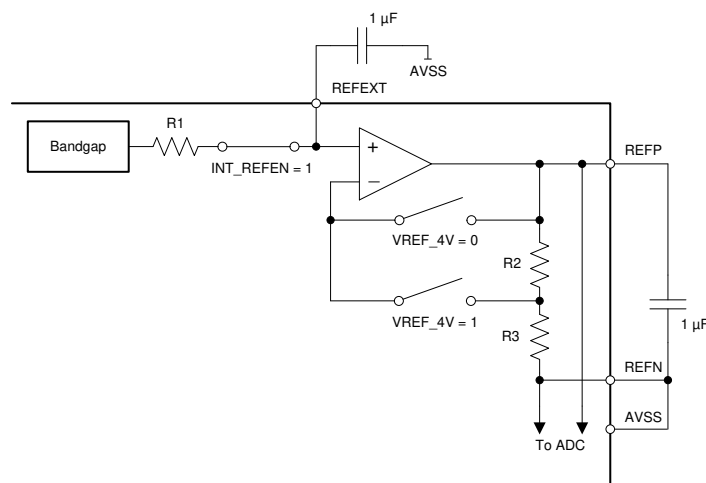 1 µF
AVSS
REFEXT
R1
Bandgap
INT_REFEN = 1
+
−
REFP
VREF_4V = 0
R2
VREF_4V = 1
1 µF
R3
REFN
AVSS
To ADC